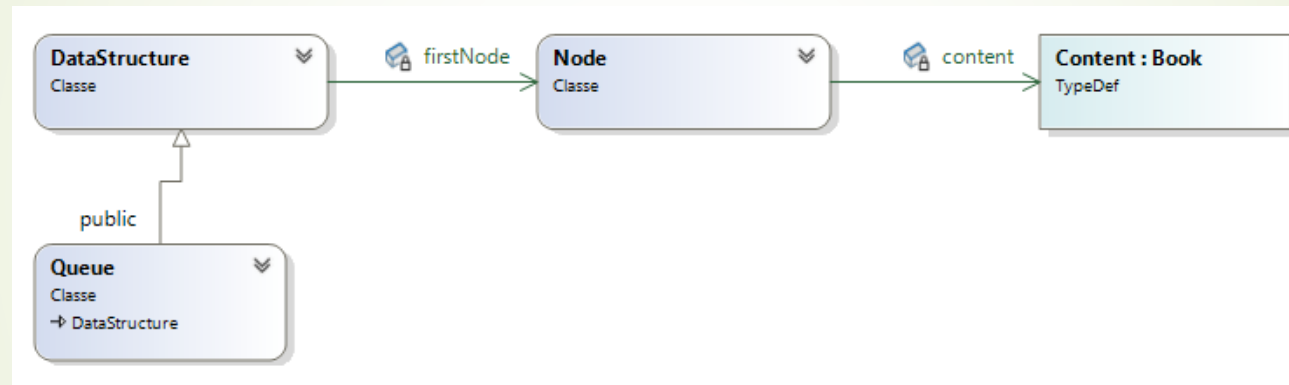 DataStructure
Classe
firstNode
Node
Classe
content
Content : Book
TypeDef
public
Queue
Classe
DataStructure